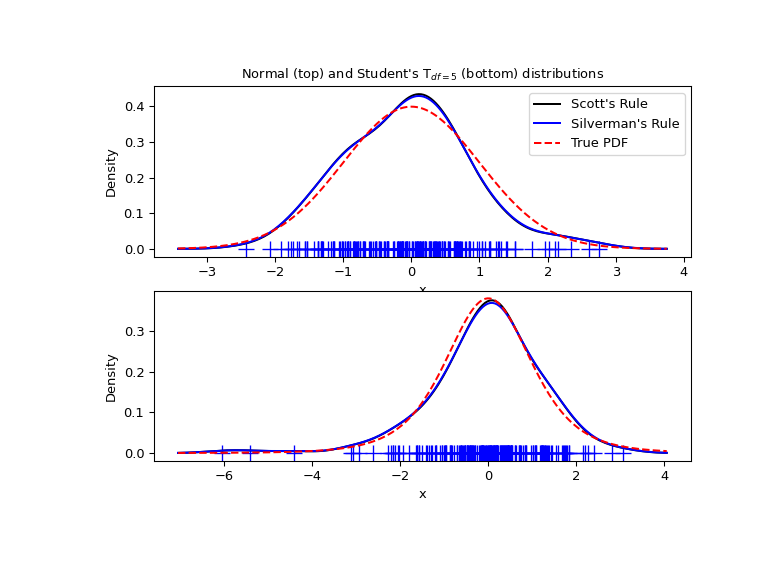 Normal (top) and Student's T$_{df=5}$ (bottom) distributions
Density
0.4
0.3
0.2
0.1
0.0
Scott's Rule
Silverman's Rule
True PDF
−3 −2 −1 0 1 2 3 4
x
Density
0.3
0.2
0.1
0.0
−6 −4 −2 0 2 4
x